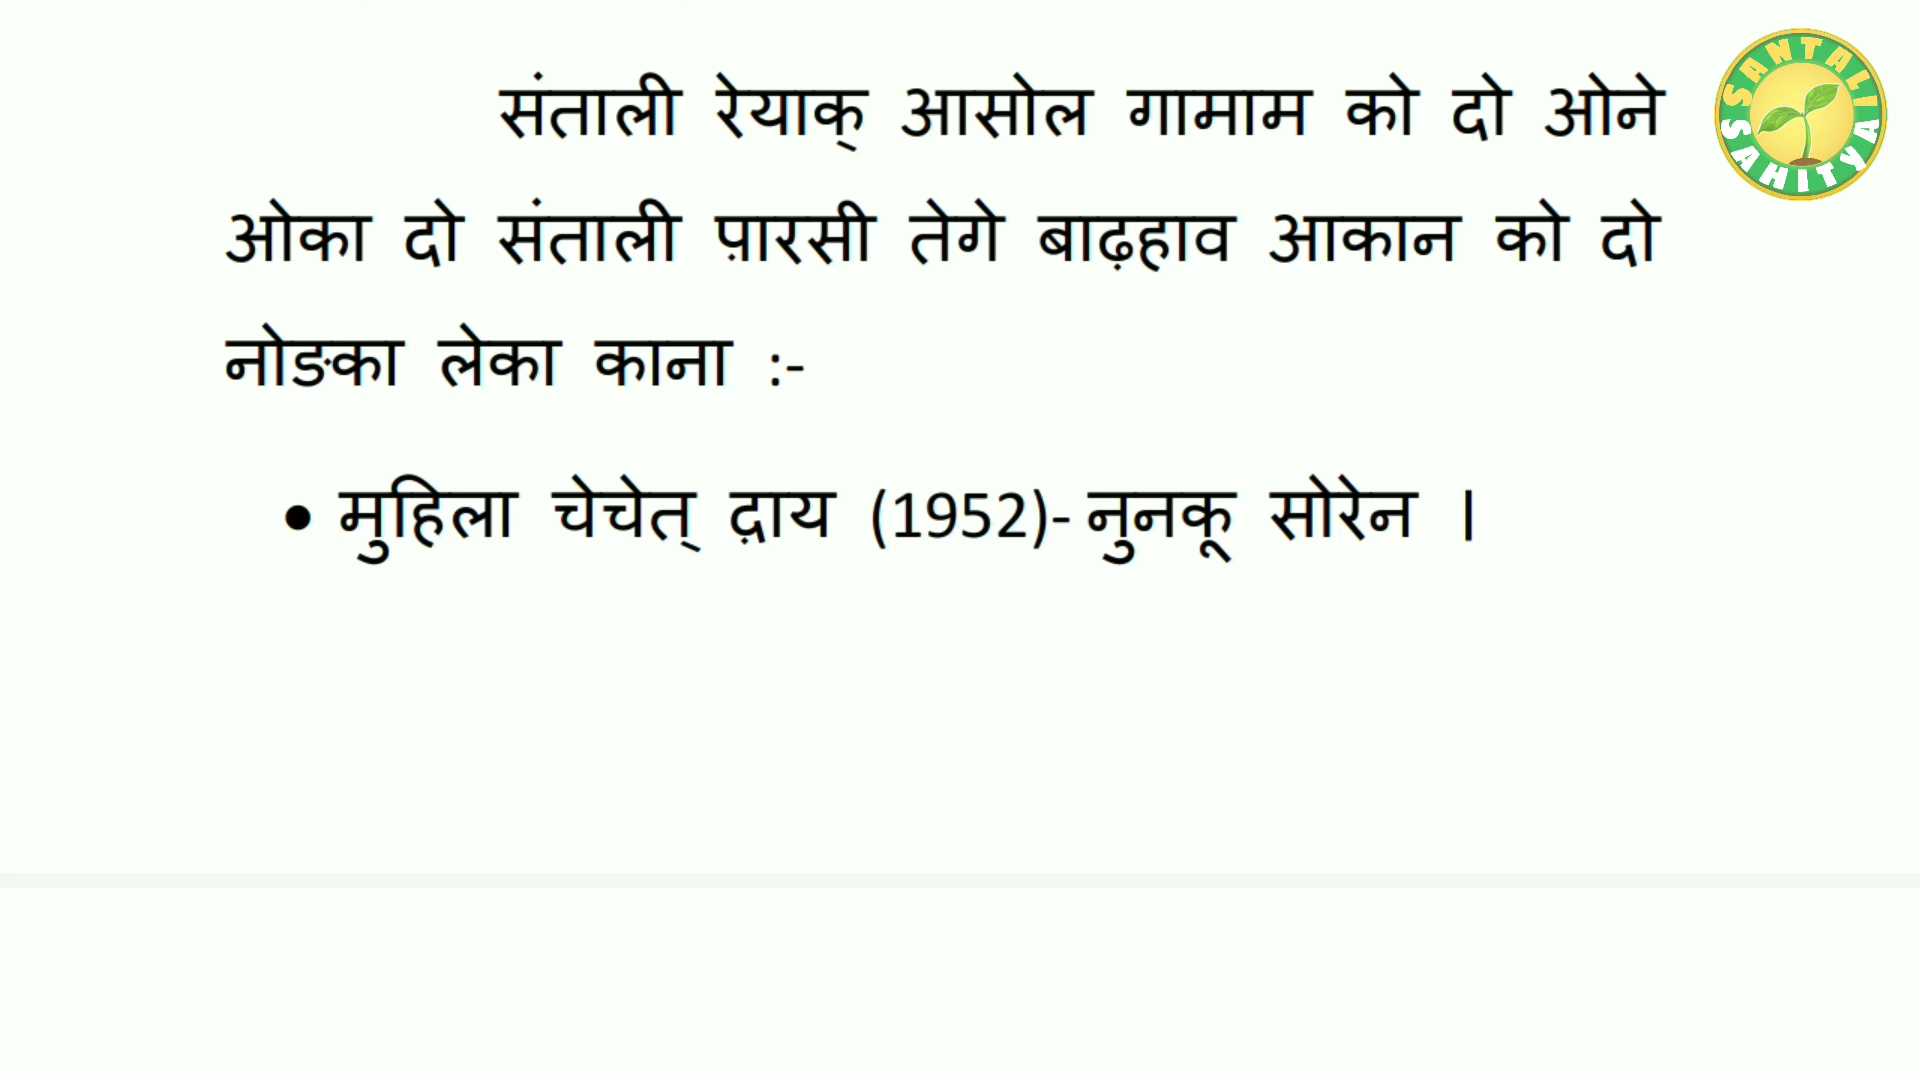 संताली रेयाक् आसोल गामाम को दो ओने
ओका दो संताली प़ारसी तेगे बाढ़हाव आकान को दो
नोङका लेका काना :-
• मुहिला चेचेत् द़ाय (1952)- नुनकू सोरेन ।
SANTALI
SAHITYA